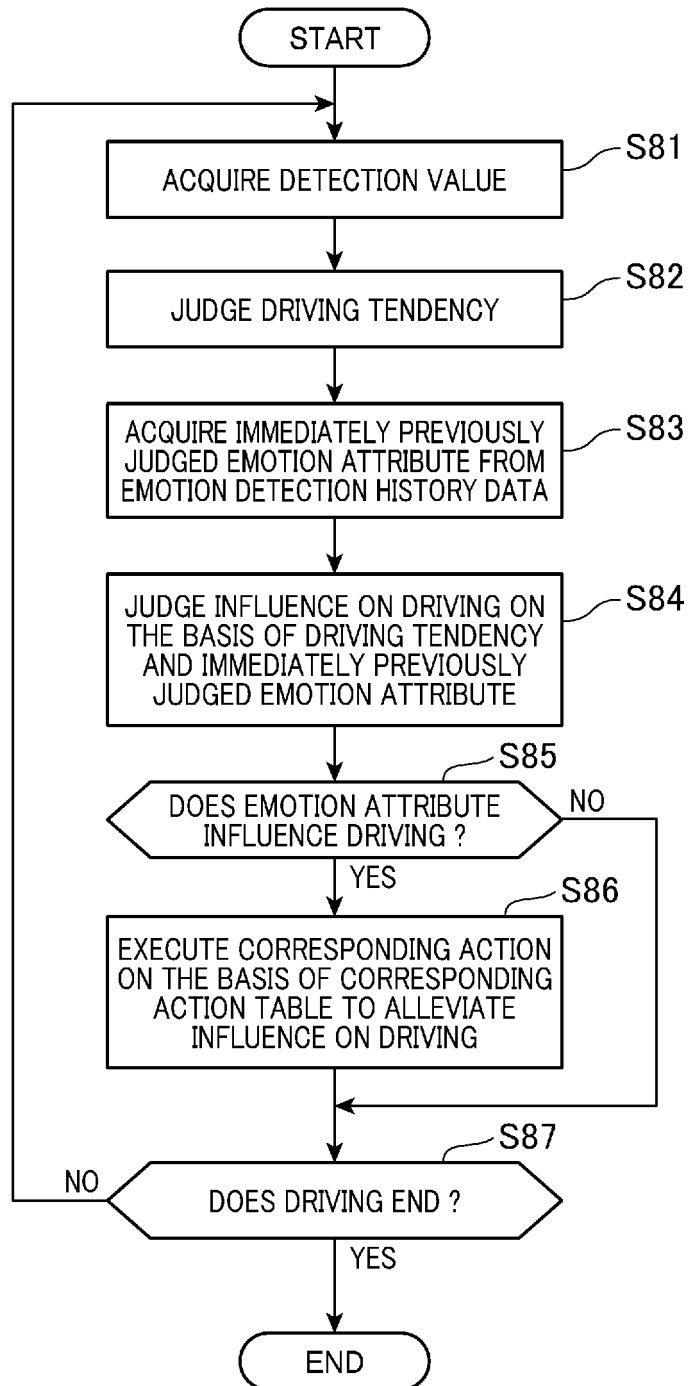 START
S81
ACQUIRE DETECTION VALUE
S82
JUDGE DRIVING TENDENCY
S83
ACQUIRE IMMEDIATELY PREVIOUSLY
JUDGED EMOTION ATTRIBUTE FROM
EMOTION DETECTION HISTORY DATA
S84
JUDGE INFLUENCE ON DRIVING ON
THE BASIS OF DRIVING TENDENCY
AND IMMEDIATELY PREVIOUSLY
JUDGED EMOTION ATTRIBUTE
S85
DOES EMOTION ATTRIBUTE
INFLUENCE DRIVING ?
NO
YES
S86
EXECUTE CORRESPONDING ACTION
ON THE BASIS OF CORRESPONDING
ACTION TABLE TO ALLEVIATE
INFLUENCE ON DRIVING
S87
NO
DOES DRIVING END ?
YES
END